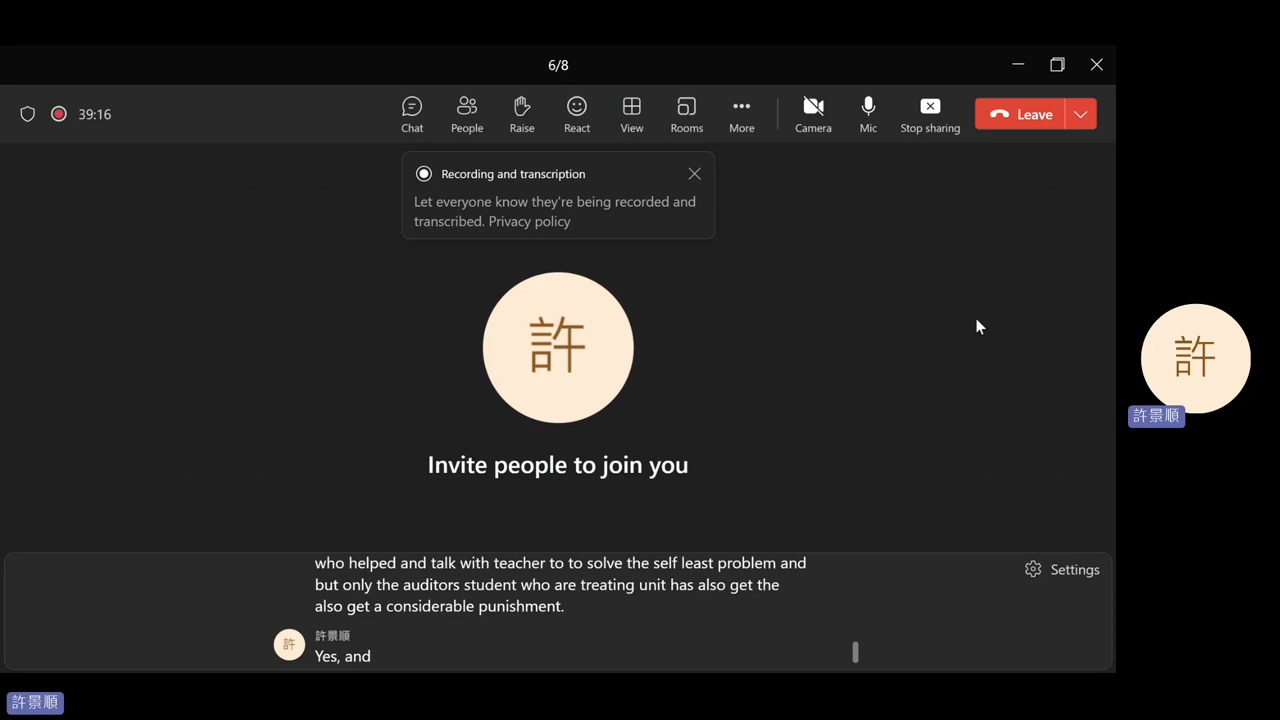 6/8
39:16
Chat
People
Raise
React
View
Rooms
More
Camera
Mic
Stop sharing
Leave
Recording and transcription
Let everyone know they're being recorded and
transcribed. Privacy policy
許
許
許景順
Invite people to join you
who helped and talk with teacher to to solve the self least problem and
but only the auditors student who are treating unit has also get the
also get a considerable punishment.
Settings
許
許景順
Yes, and
許景順